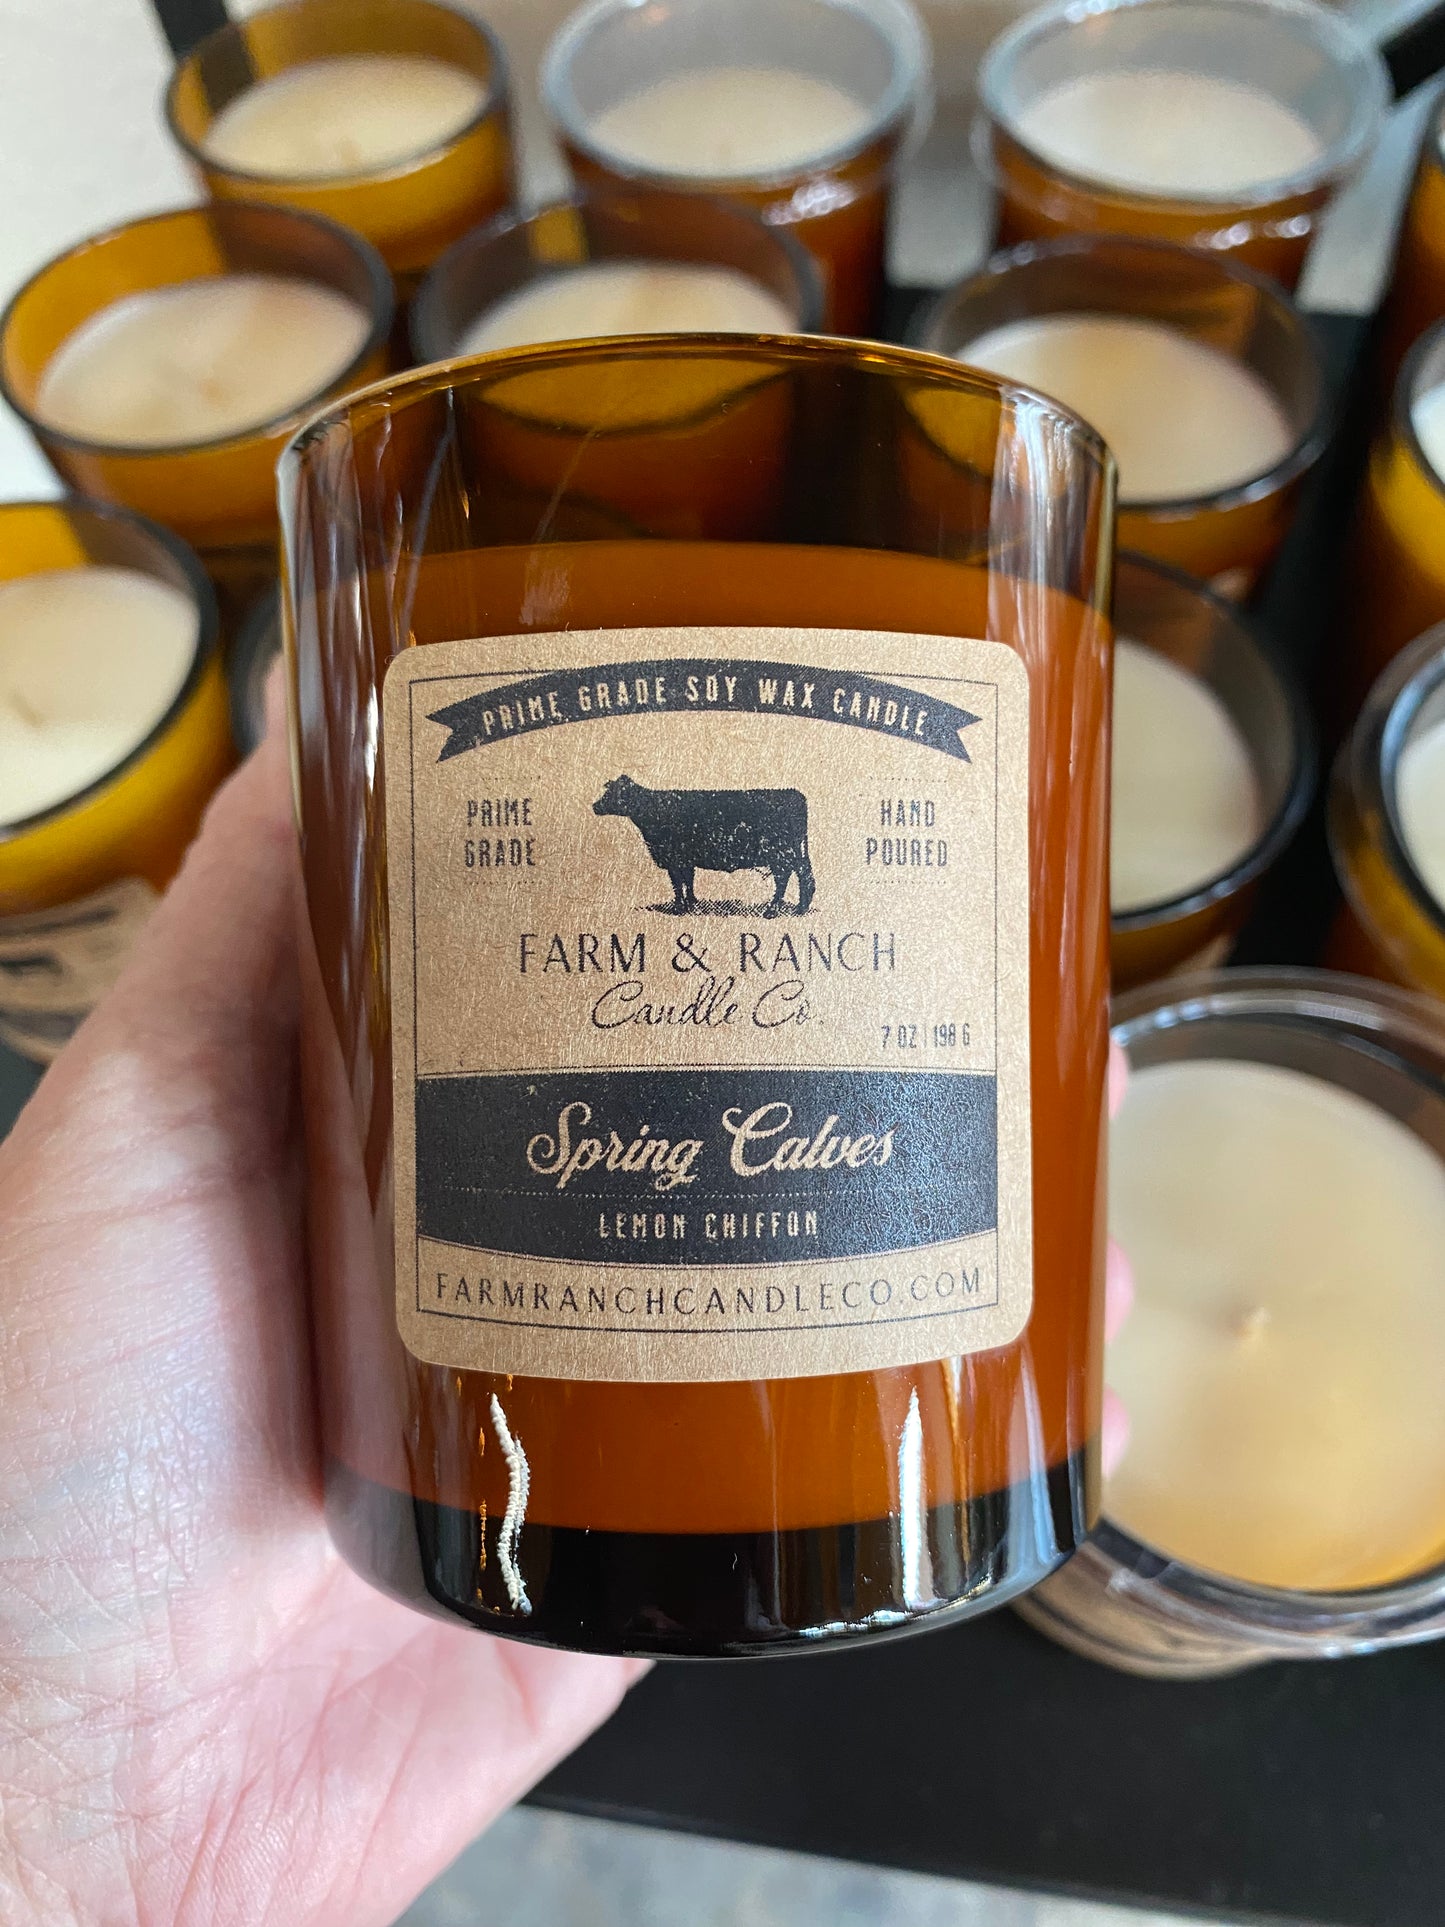 PRIME GRADE SOY WAX CANDLE
PRIME GRADE
HAND POURED
FARM & RANCH
Candle Co.
7 OZ | 198 G
Spring Calves
LEMON CHIFFON
FARMRANCHCANDLECO.COM